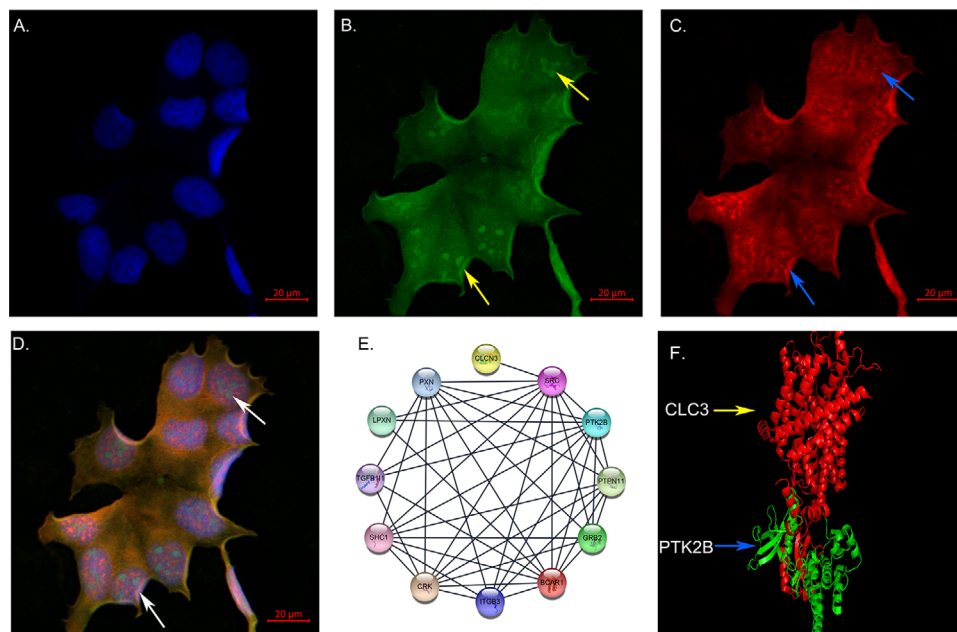 A.
B.
C.
20 µm
20 µm
20 µm
D.
E.
F.
CLCN3
PXN
SRC
LPXN
PTK2B
TGFB1I1
PTPN11
SHC1
GRB2
CRK
BCAR1
ITGB3
20 µm
CLC3
PTK2B